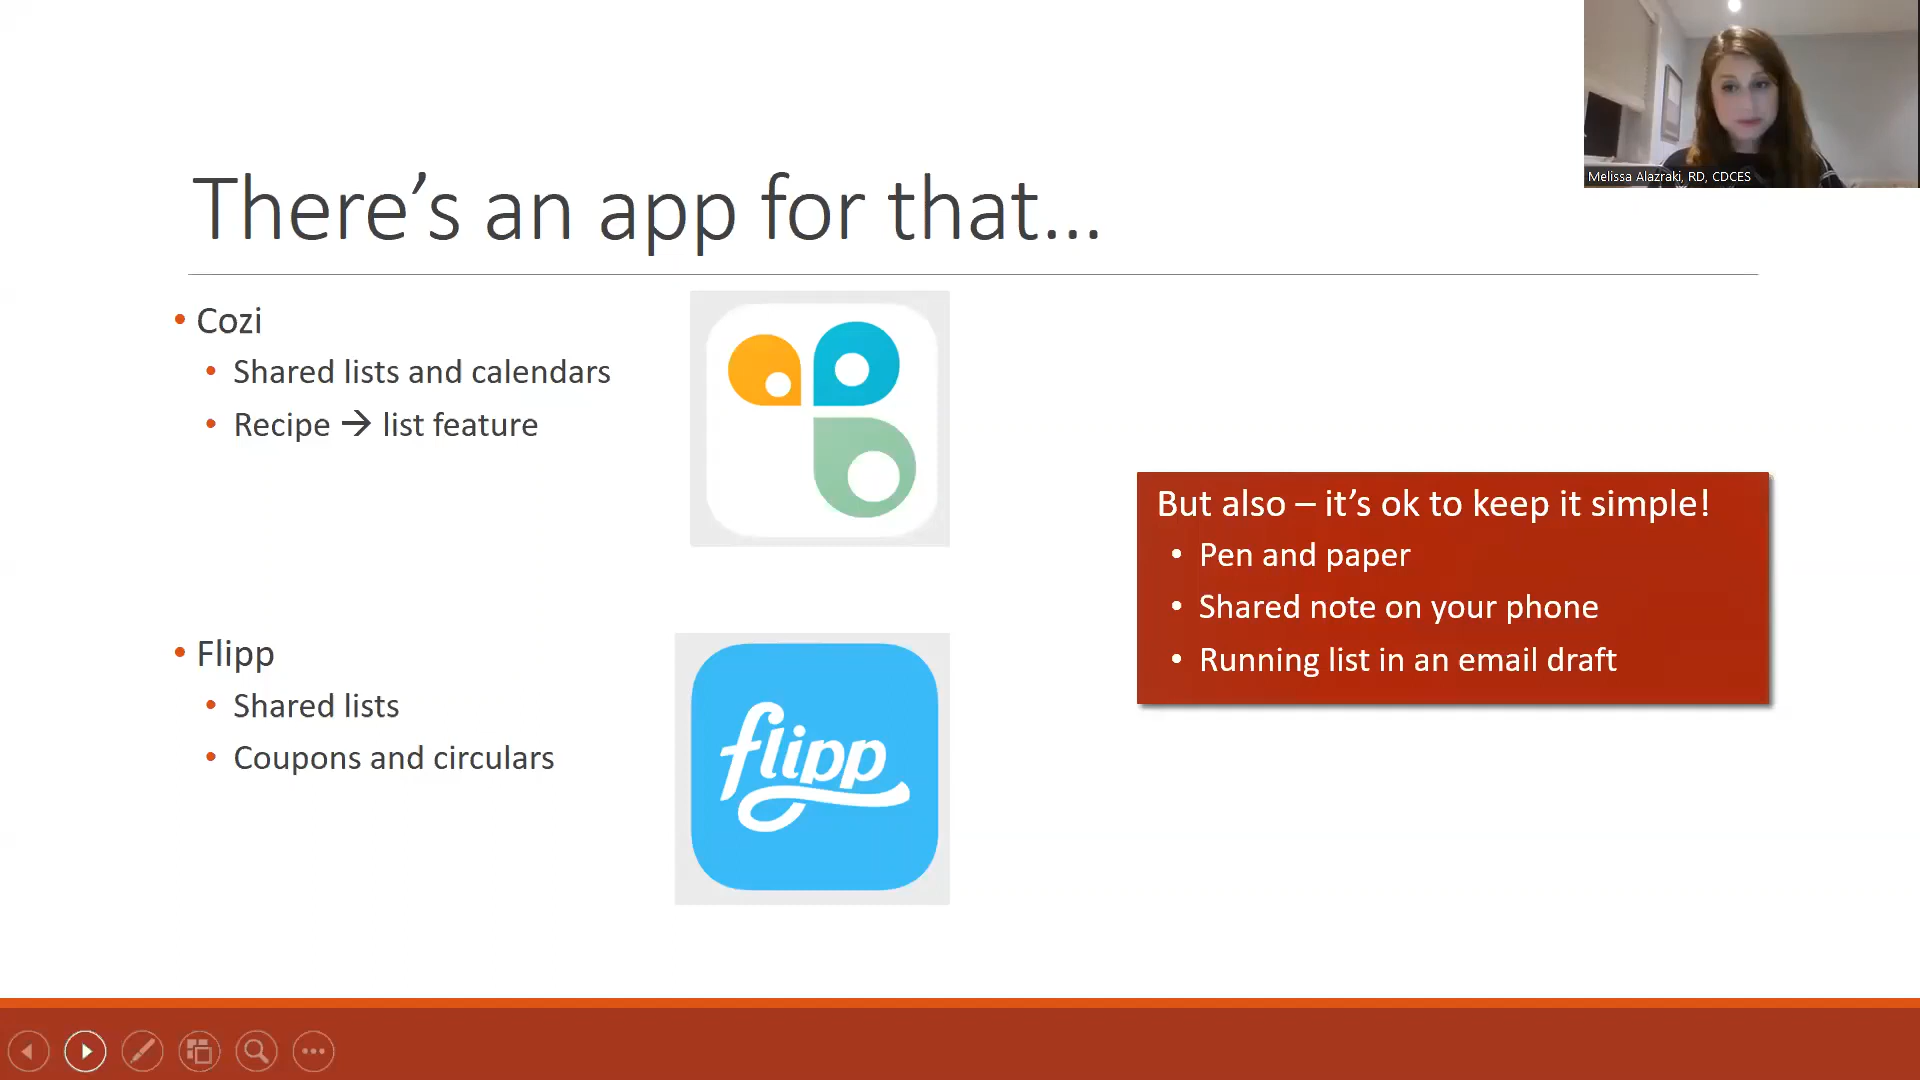 Melissa Alazraki, RD, CDCES
There’s an app for that...
• Cozi
• Shared lists and calendars
• Recipe → list feature
• Flipp
• Shared lists
• Coupons and circulars
flipp
But also – it’s ok to keep it simple!
• Pen and paper
• Shared note on your phone
• Running list in an email draft